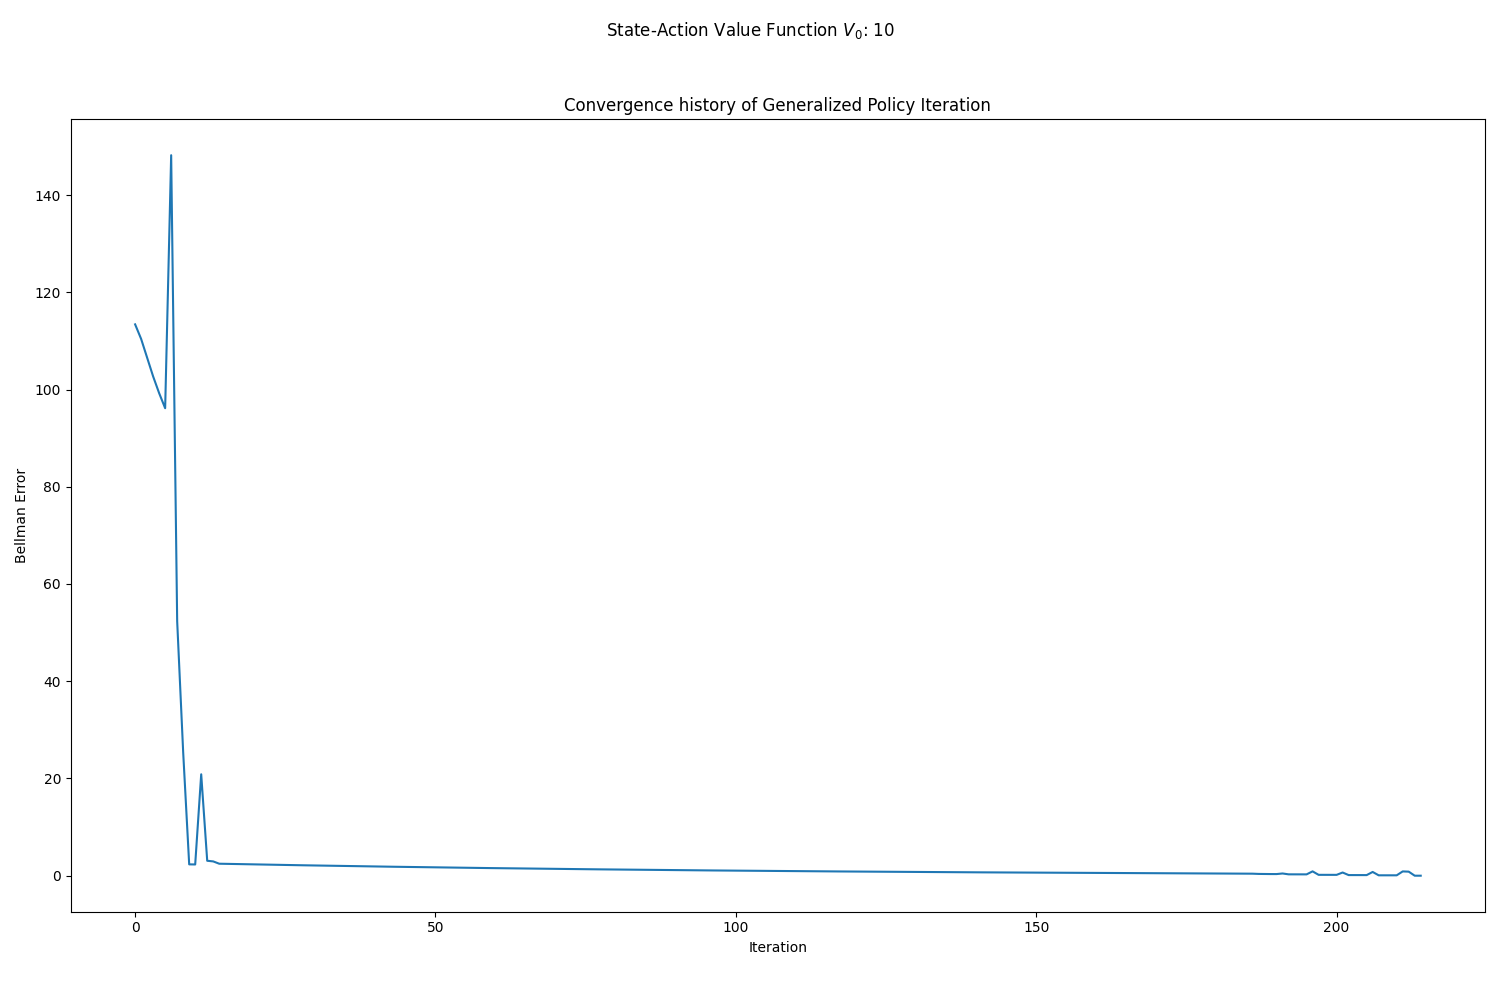 State-Action Value Function $V_0$: 10
Convergence history of Generalized Policy Iteration
140
120
100
80
60
40
20
0
Bellman Error
0 50 100 150 200
Iteration